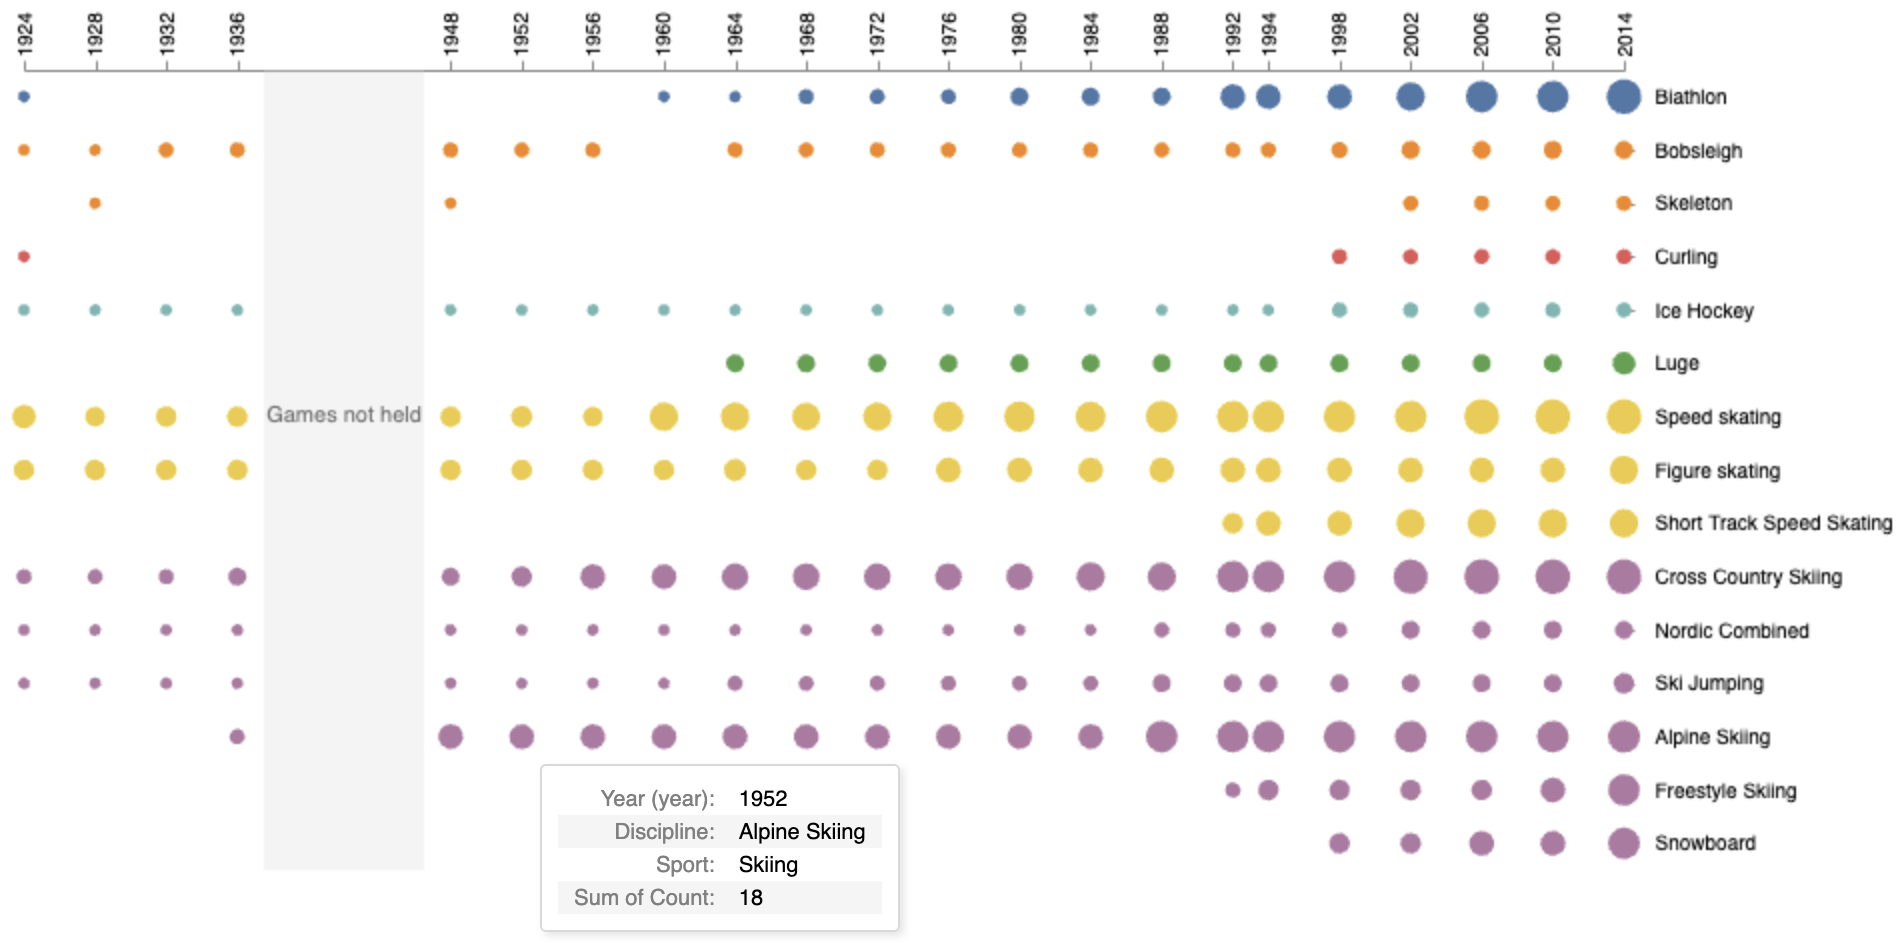 1924
1928
1932
1936
1948
1952
1956
1960
1964
1968
1972
1976
1980
1984
1988
1992
1994
1998
2002
2006
2010
2014
Biathlon
Bobsleigh
Skeleton
Curling
Ice Hockey
Luge
Games not held
Speed skating
Figure skating
Short Track Speed Skating
Cross Country Skiing
Nordic Combined
Ski Jumping
Alpine Skiing
Freestyle Skiing
Snowboard
Year (year): 1952
Discipline: Alpine Skiing
Sport: Skiing
Sum of Count: 18